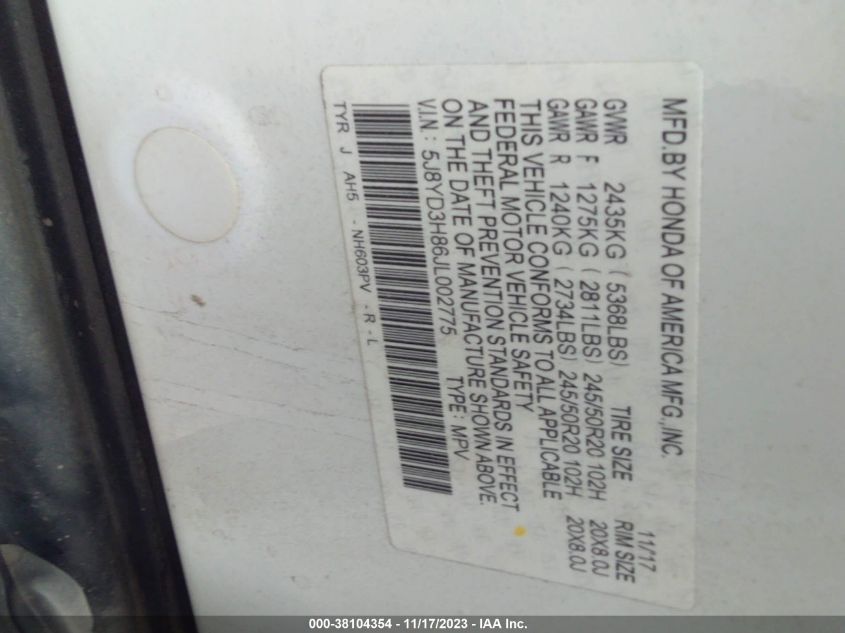 MFD.BY HONDA OF AMERICA MFG.,INC. 11/17
GVWR 2435KG ( 5368LBS) TIRE SIZE RIM SIZE
GAWR F 1275KG ( 2811LBS) 245/50R20 102H 20X8.0J
GAWR R 1240KG ( 2734LBS) 245/50R20 102H 20X8.0J
THIS VEHICLE CONFORMS TO ALL APPLICABLE
FEDERAL MOTOR VEHICLE SAFETY
AND THEFT PREVENTION STANDARDS IN EFFECT
ON THE DATE OF MANUFACTURE SHOWN ABOVE.
V.I.N.: 5J8YD3H86JL002775 TYPE: MPV
TYR J AH5 - NH603PV - R - L
000-38104354 - 11/17/2023 - IAA Inc.